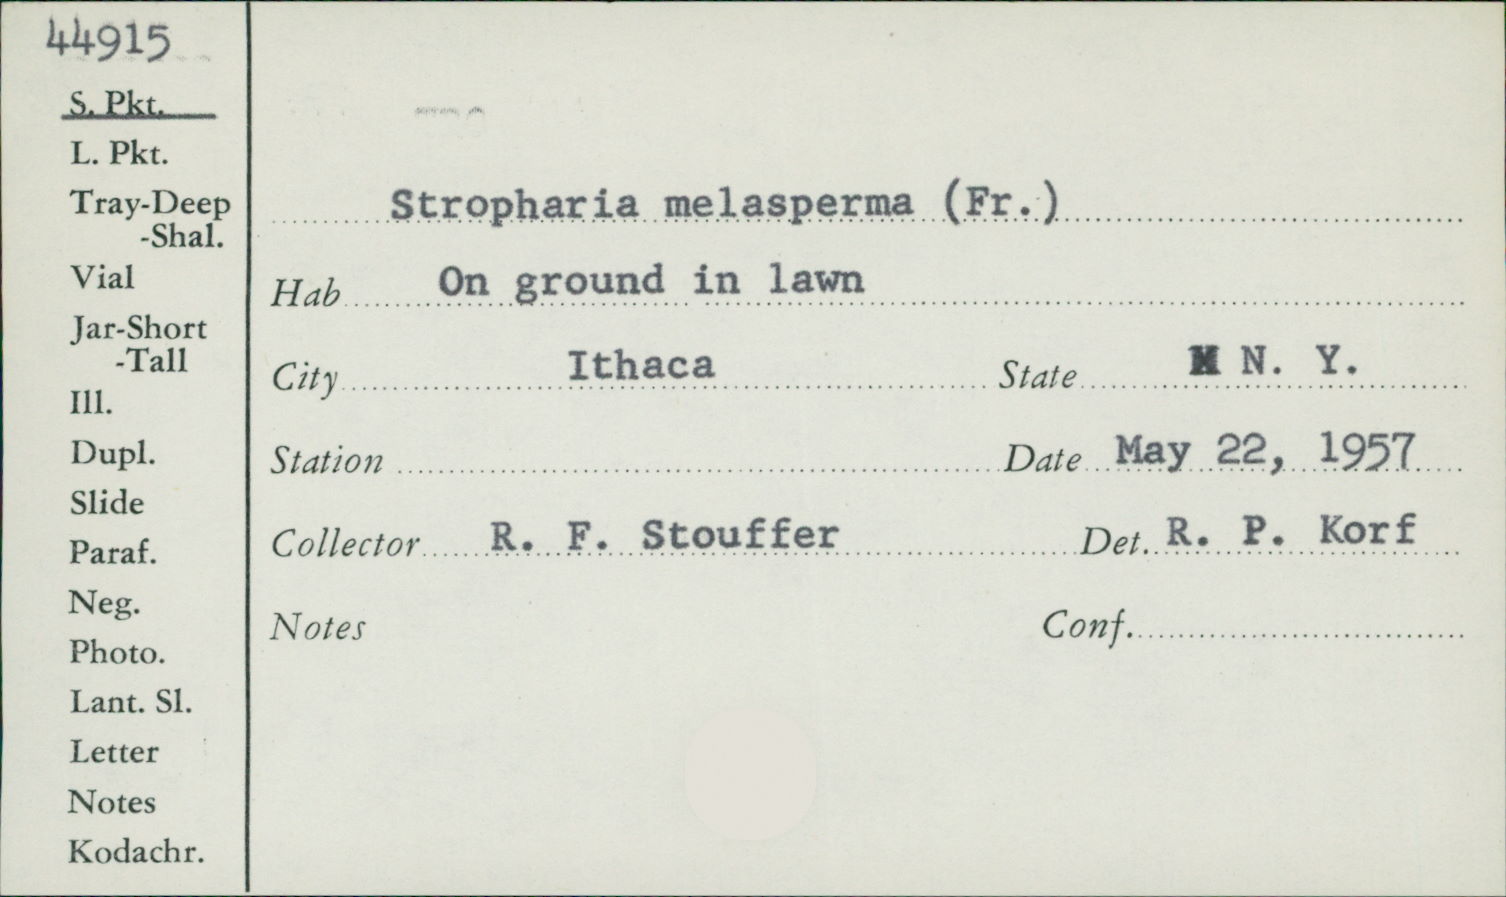 44915
S. Pkt.
L. Pkt.
Tray-Deep
-Shal.
Vial
Jar-Short
-Tall
Ill.
Dupl.
Slide
Paraf.
Neg.
Photo.
Lant. Sl.
Letter
Notes
Kodachr.
Stropharia melasperma (Fr.)
Hab On ground in lawn
City Ithaca State N. Y.
Station Date May 22, 1957
Collector R. F. Stouffer Det. R. P. Korf
Notes Conf.